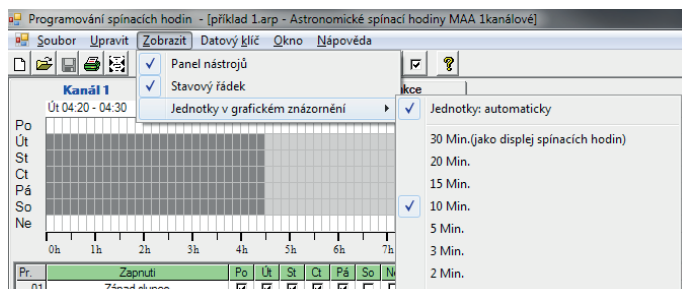 Programování spínacích hodin - [příklad 1.arp - Astronomické spínací hodiny MAA 1kanálové]
Soubor Upravit Zobrazit Datový klíč Okno Nápověda
Panel nástrojů
Kanál 1
Stavový řádek
kce
Út 04:20 - 04:30
Jednotky v grafickém znázornění
Jednotky: automaticky
Po
Út
St
Ct
Pá
So
Ne
30 Min.(jako displej spínacích hodin)
20 Min.
15 Min.
10 Min.
5 Min.
3 Min.
2 Min.
0h 1h 2h 3h 4h 5h 6h 7h
Pr. Zapnutí Po Út St Ct Pá So
01 Západ slunce